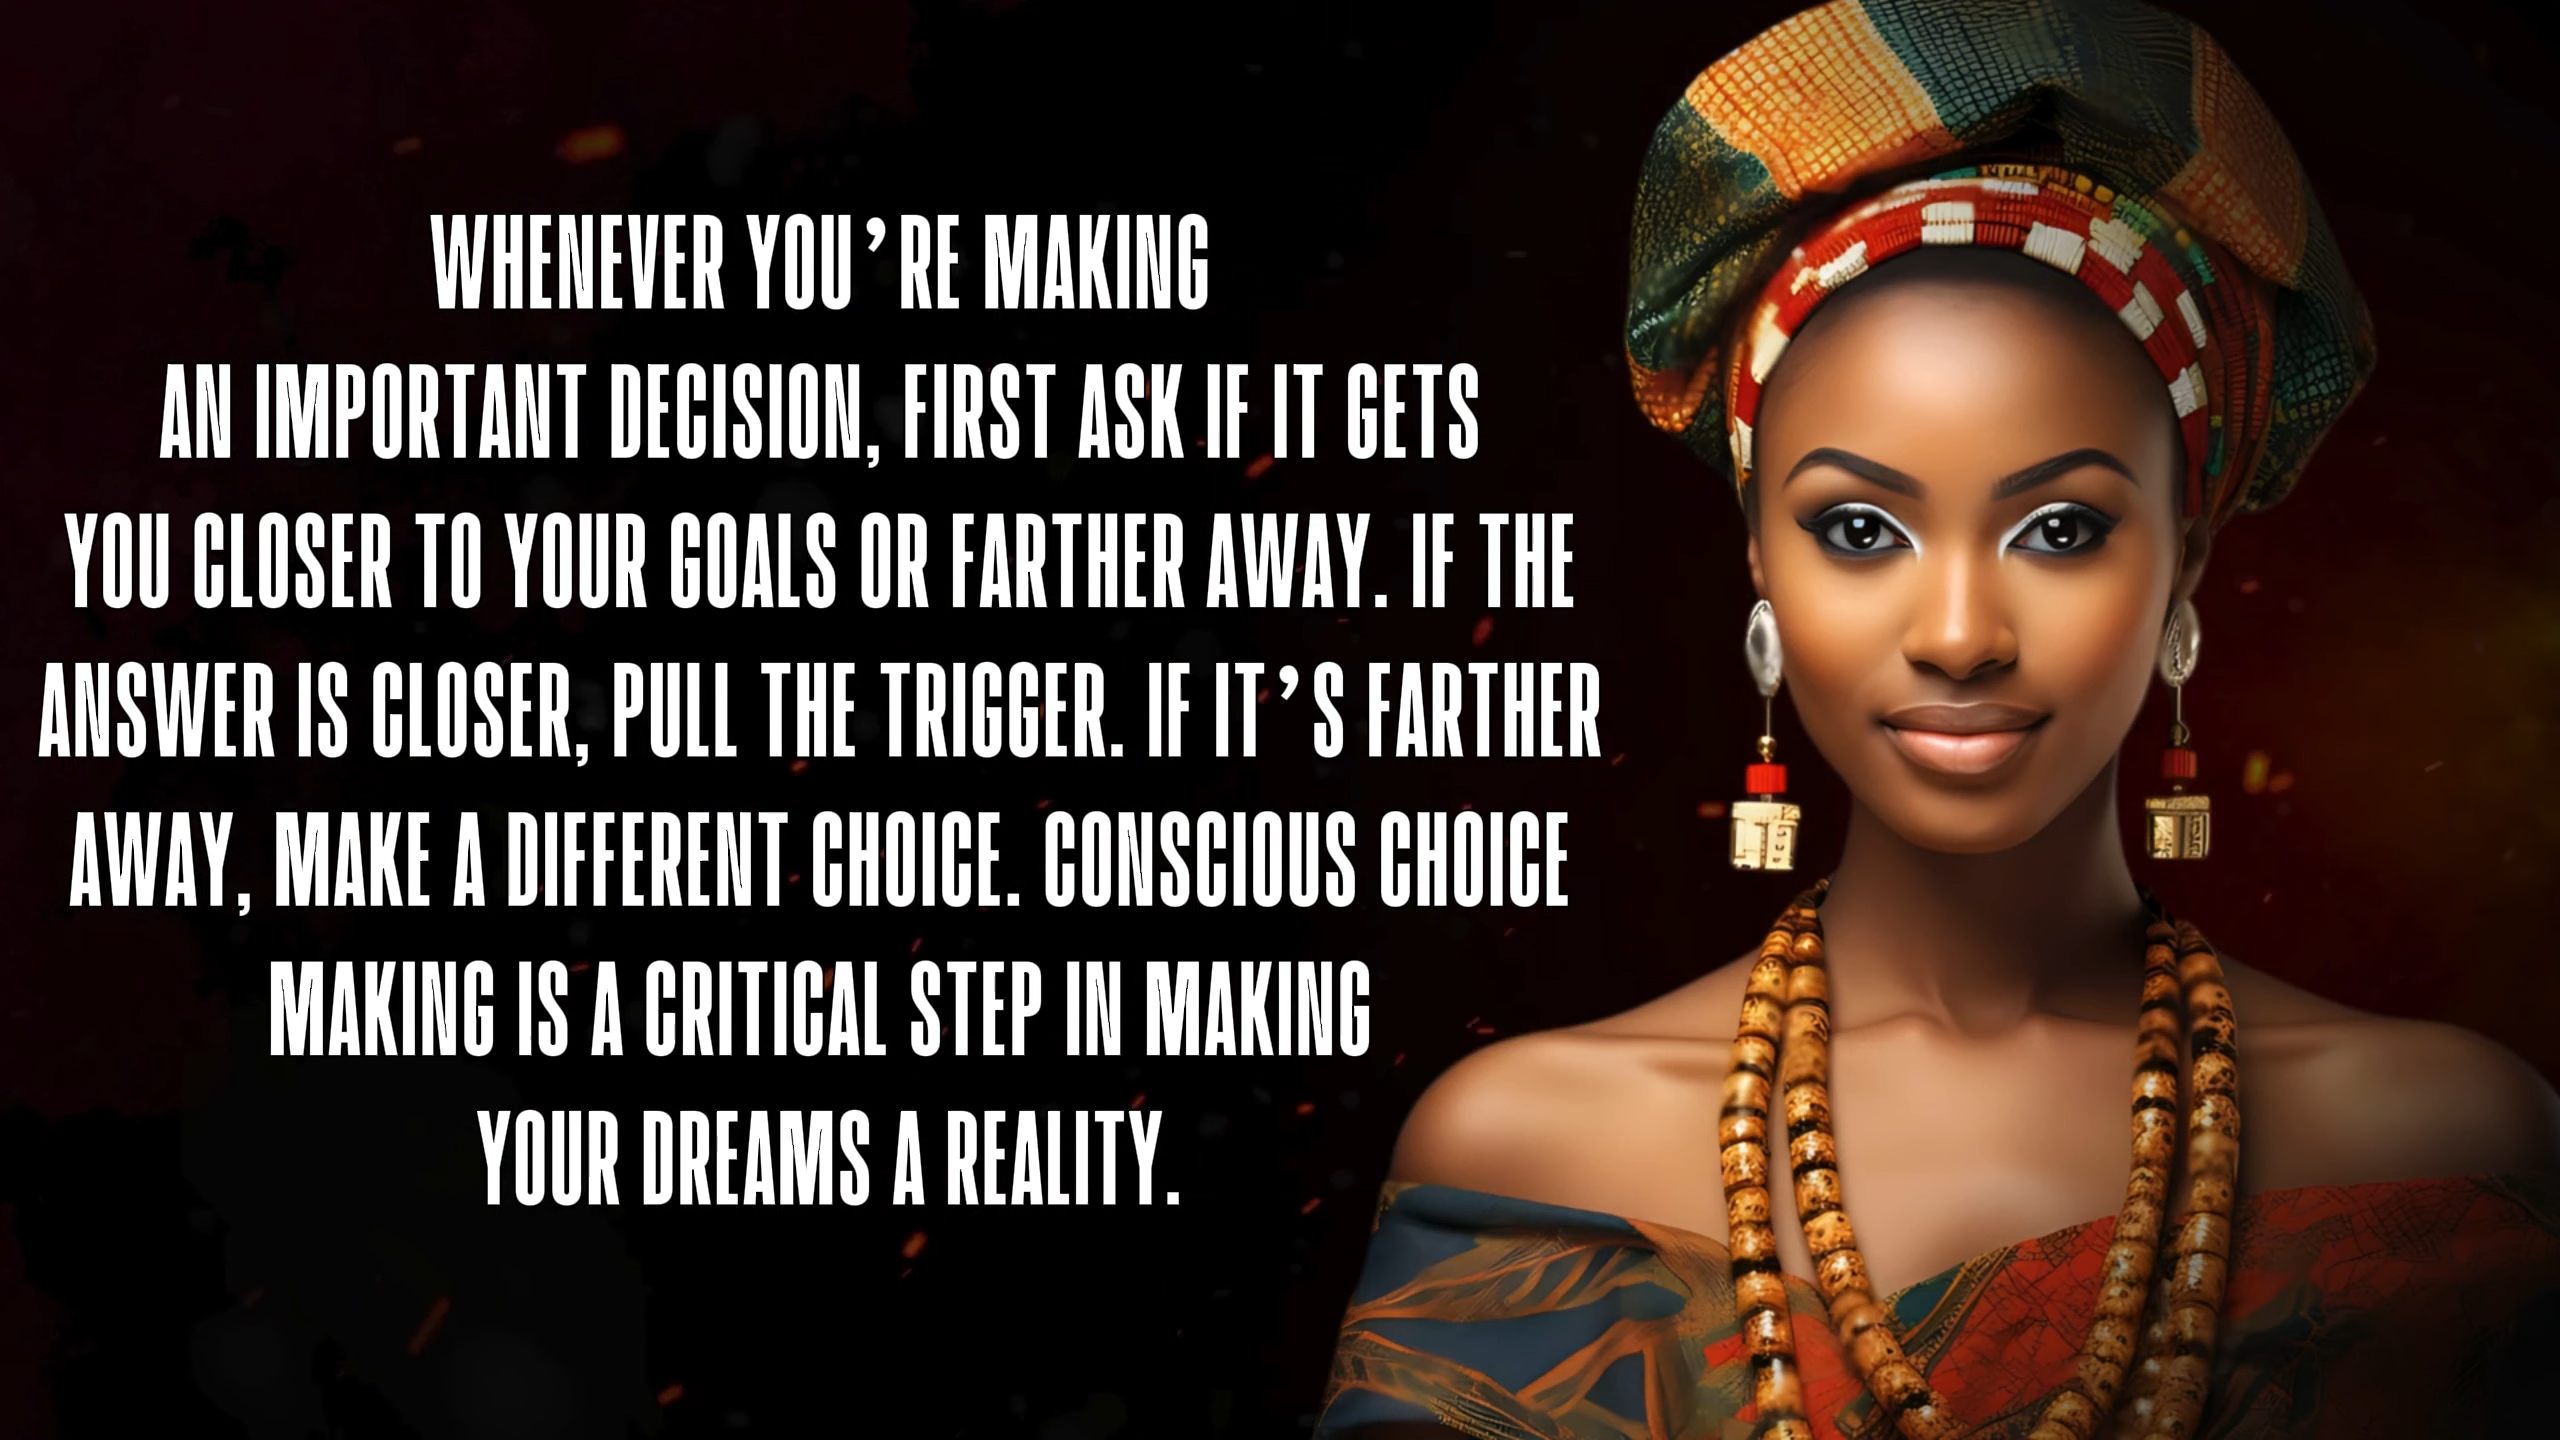 WHENEVER YOU’RE MAKING
AN IMPORTANT DECISION, FIRST ASK IF IT GETS
YOU CLOSER TO YOUR GOALS OR FARTHER AWAY. IF THE
ANSWER IS CLOSER, PULL THE TRIGGER. IF IT’S FARTHER
AWAY, MAKE A DIFFERENT CHOICE. CONSCIOUS CHOICE
MAKING IS A CRITICAL STEP IN MAKING
YOUR DREAMS A REALITY.